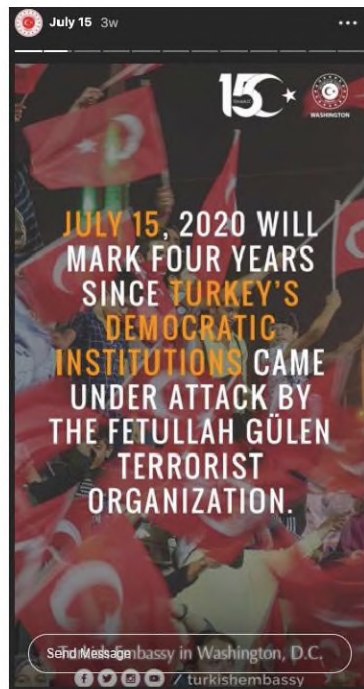 July 15 3w
15
WASHINGTON
JULY 15, 2020 WILL
MARK FOUR YEARS
SINCE TURKEY'S
DEMOCRATIC
INSTITUTIONS CAME
UNDER ATTACK BY
THE FETULLAH GÜLEN
TERRORIST
ORGANIZATION.
Send Message
Turkish Embassy in Washington, D.C.
/ turkishembassy